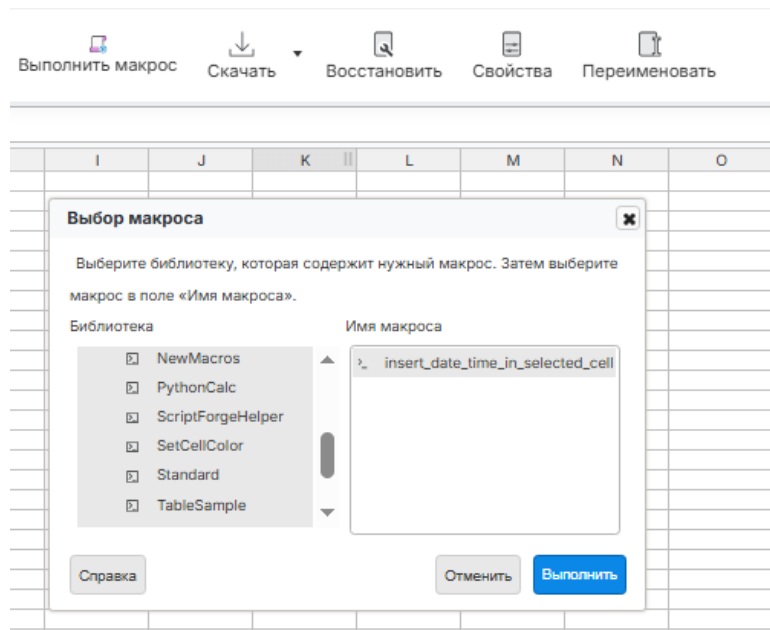 Выполнить макрос
Скачать
Восстановить
Свойства
Переименовать
I J K L M N O
Выбор макроса
Выберите библиотеку, которая содержит нужный макрос. Затем выберите
макрос в поле «Имя макроса».
Библиотека
Имя макроса
NewMacros
PythonCalc
ScriptForgeHelper
SetCellColor
Standard
TableSample
insert_date_time_in_selected_cell
Справка
Отменить
Выполнить